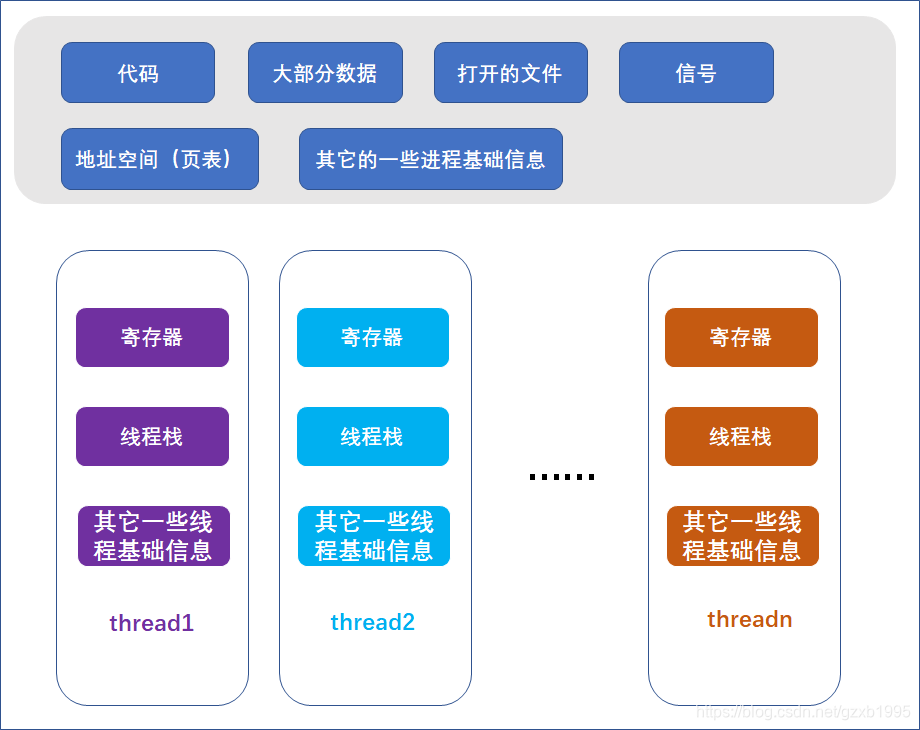 代码
大部分数据
打开的文件
信号
地址空间（页表）
其它的一些进程基础信息
寄存器
线程栈
其它一些线
程基础信息
thread1
寄存器
线程栈
其它一些线
程基础信息
thread2
......
寄存器
线程栈
其它一些线
程基础信息
threadn
https://blog.csdn.net/gzxb1995